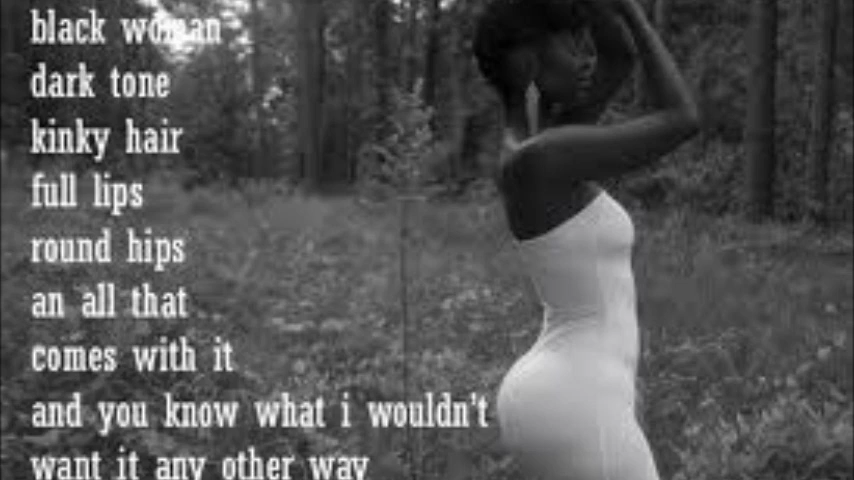 black woman
dark tone
kinky hair
full lips
round hips
an all that
comes with it
and you know what i wouldn't
want it any other way